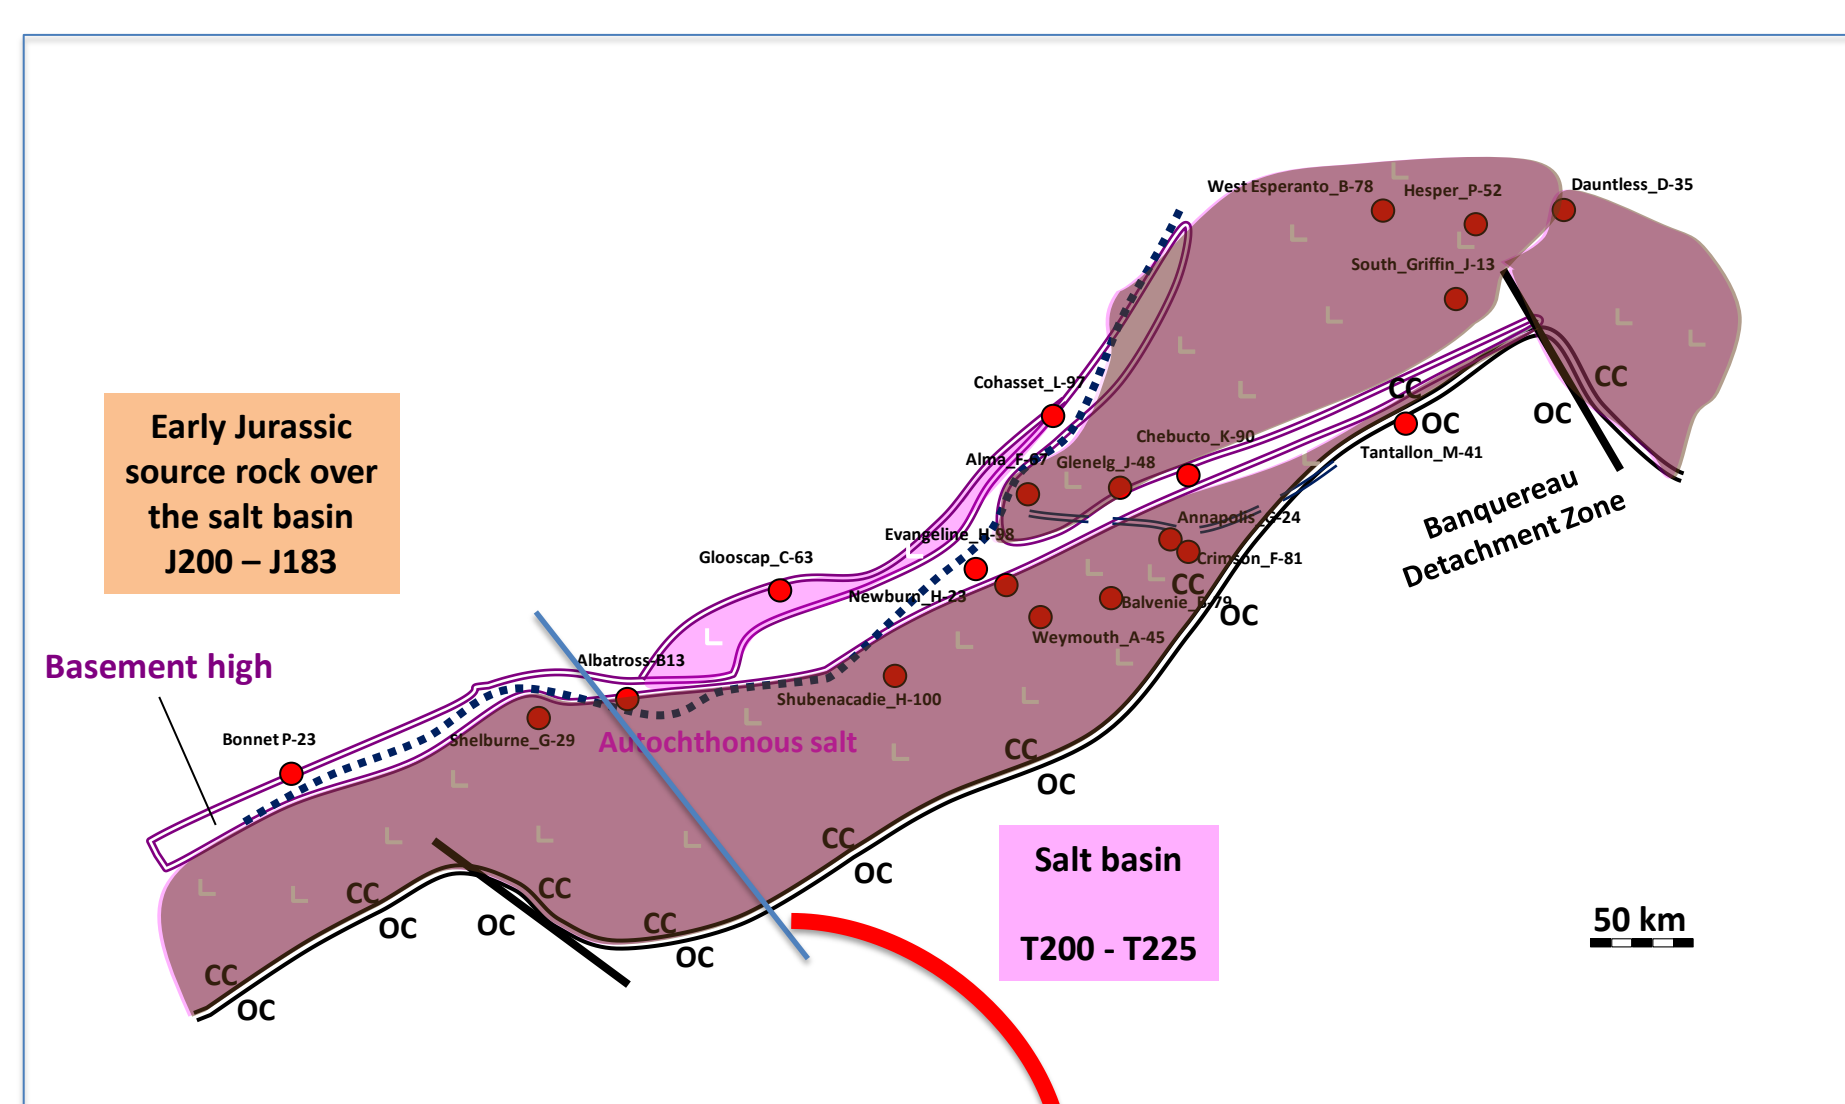 West Esperanto_B-78
Hesper_P-52
Dauntless_D-35
South_Griffin_J-13
Cohasset_L-97
CC
CC
OC
OC
Early Jurassic
source rock over
the salt basin
J200 – J183
Chebucto_K-90
Alma_F-67
Glenelg_J-48
Tantallon_M-41
Banquereau
Detachment Zone
Annapolis_G-24
Evangeline_H-98
Crimson_F-81
Glooscap_C-63
CC
Newburn_H-23
Balvenie_B-79
OC
Weymouth_A-45
Basement high
Albatross-B13
Shubenacadie_H-100
Bonnet P-23
Shelburne_G-29
Autochthonous salt
CC
OC
CC
OC
Salt basin
T200 - T225
CC
CC
CC
OC
OC
OC
50 km
CC
OC